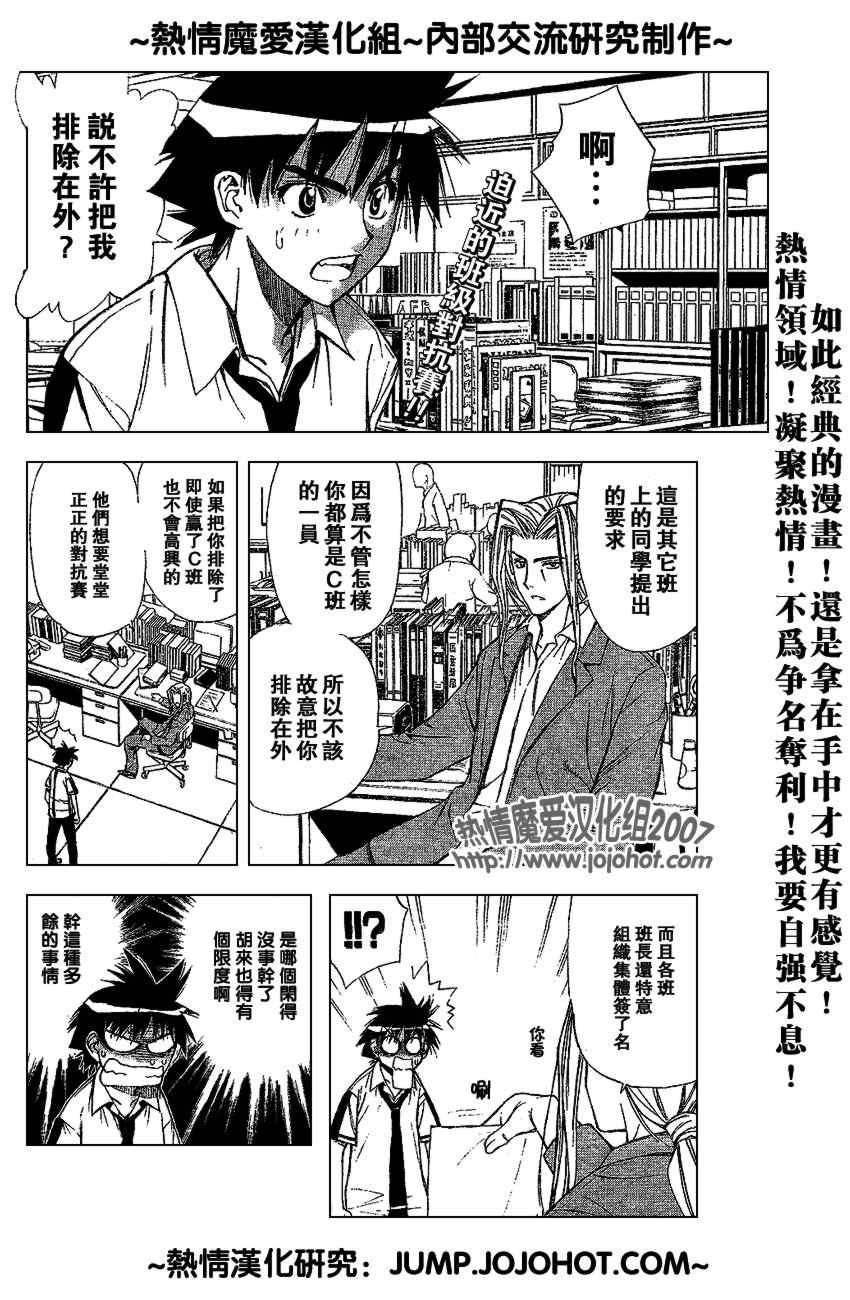 ~熱情魔愛漢化組~內部交流研究制作~
啊…
說不許把我
排除在外？
迫近的班級對抗賽!!
這是其它班
上的同學提出
的要求
因爲不管怎樣
你都算是C班
的一員
所以不該
故意把你
排除在外
如果把你排除了
即使贏了C班
也不會高興的
他們想要堂堂
正正的對抗賽
熱情魔爱汉化组2007
http://www.jojohot.com
而且各班
班長還特意
組織集體簽了名
你看
唰
!!?
是哪個閑得
沒事幹了
胡來也得有
個限度啊
幹這種多
餘的事情
如此經典的漫畫！還是拿在手中才更有感覺！
熱情領域！凝聚熱情！不爲争名奪利！我要自强不息！
~熱情漢化研究：JUMP.JOJOHOT.COM~